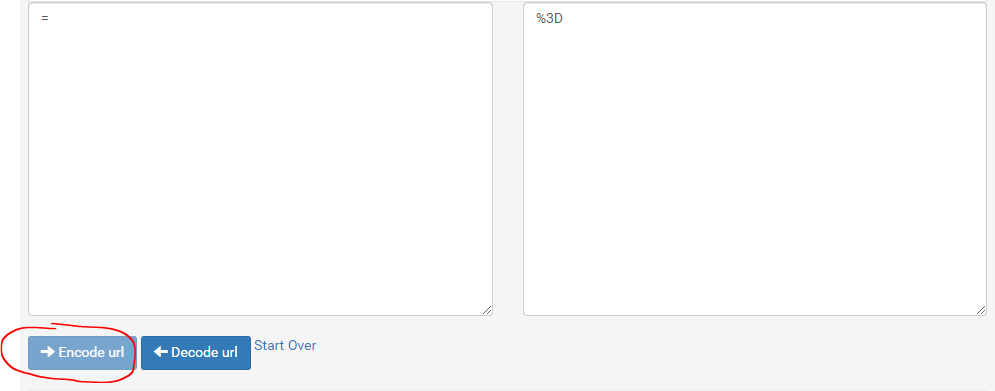 =
%3D
Encode url
Decode url
Start Over